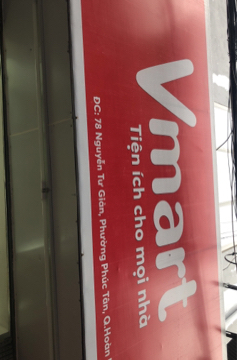 Vmart
Tiện ích cho mọi nhà
ĐC: 78 Nguyễn Tư Giản, Phường Phúc Tân, Q.Hoàn